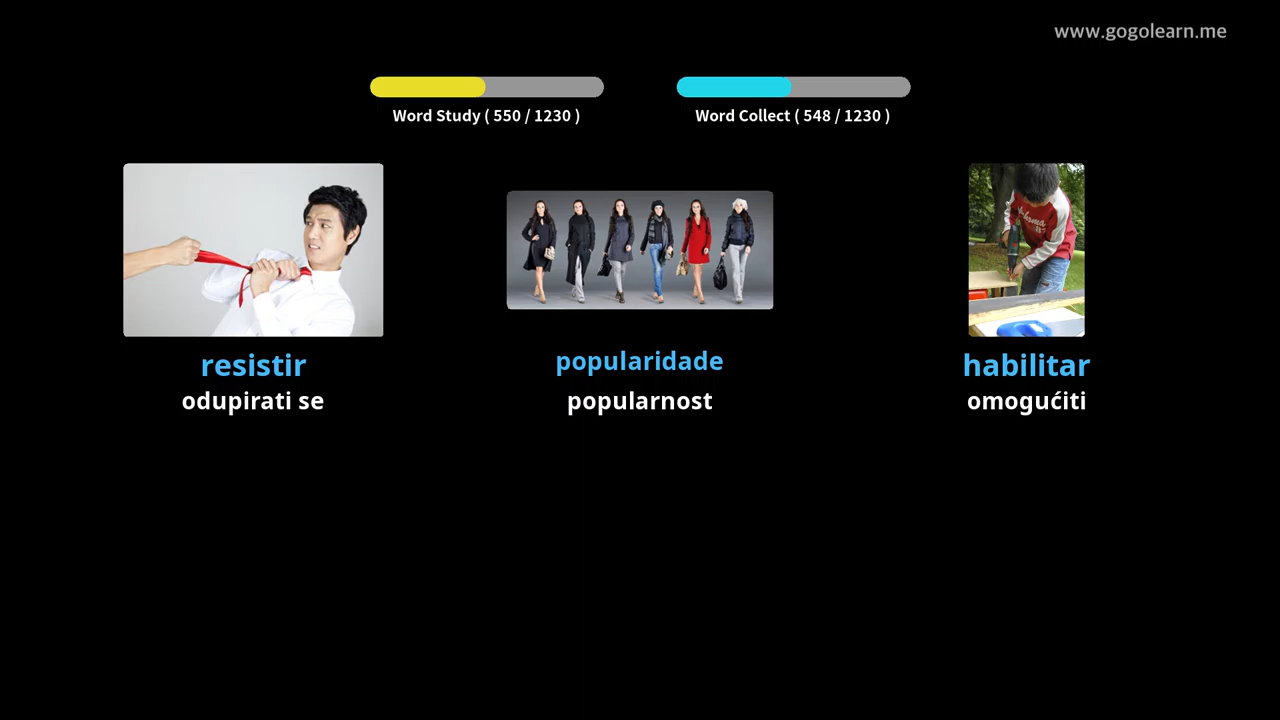 www.gogolearn.me
Word Study ( 550 / 1230 )
Word Collect ( 548 / 1230 )
resistir
odupirati se
popularidade
popularnost
habilitar
omogućiti